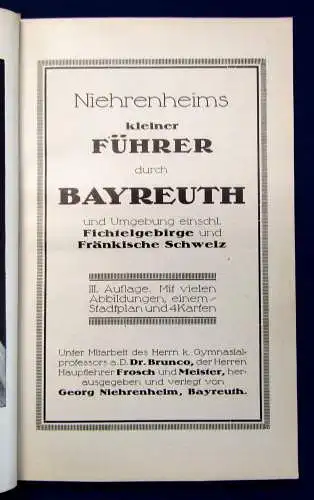 Niehrenheims
kleiner
FÜHRER
durch
BAYREUTH
und Umgebung einschl.
Fichtelgebirge und
Fränkische Schweiz
III. Auflage. Mit vielen
Abbildungen, einem
Stadtplan und 4 Karten
Unter Mitarbeit des Herrn k. Gymnasial-
professors a.D. Dr. Brunco, der Herren
Hauptlehrer Frosch und Meister, her-
ausgegeben und verlegt von
Georg Niehrenheim, Bayreuth.